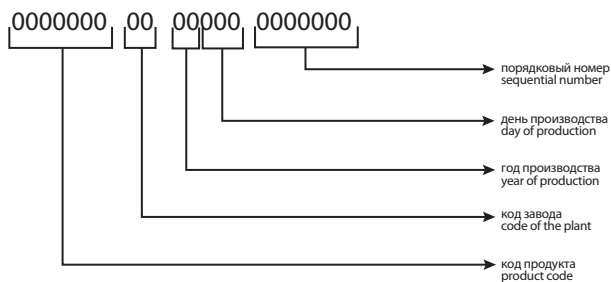 0000000 00 00000 0000000
порядковый номер
sequential number
день производства
day of production
год производства
year of production
код завода
code of the plant
код продукта
product code